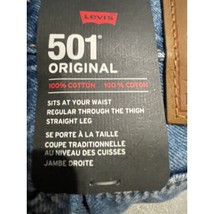 LEVI'S
501®
ORIGINAL
100% COTTON 100% COTON
SITS AT YOUR WAIST
REGULAR THROUGH THE THIGH
STRAIGHT LEG
SE PORTE À LA TAILLE
COUPE TRADITIONNELLE
AU NIVEAU DES CUISSES
JAMBE DROITE